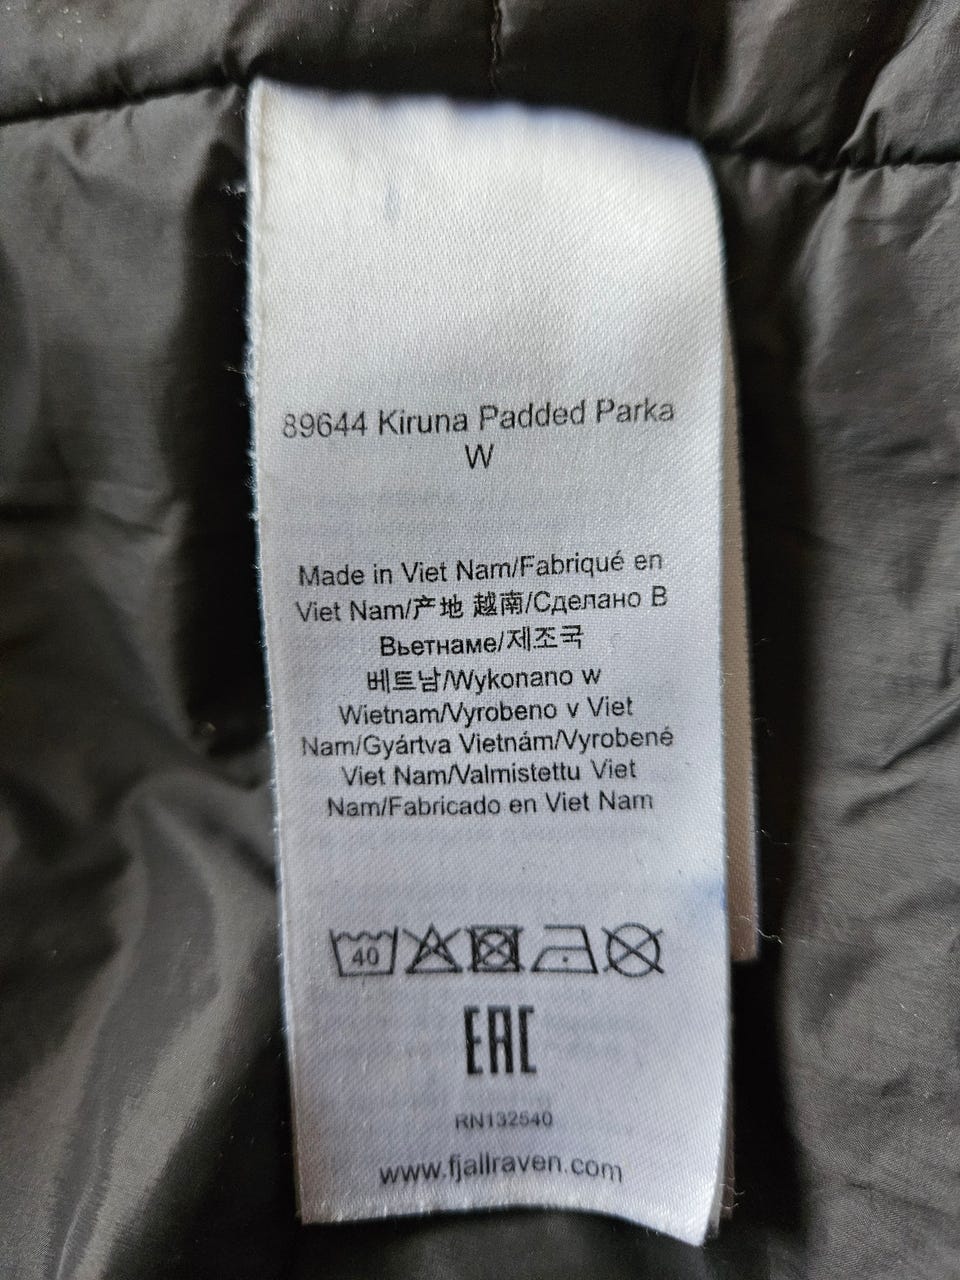 89644 Kiruna Padded Parka
W
Made in Viet Nam/Fabriqué en
Viet Nam/产地 越南/Сделано В
Вьетнаме/제조국
베트남/Wykonano w
Wietnam/Vyrobeno v Viet
Nam/Gyártva Vietnám/Vyrobené
Viet Nam/Valmistettu Viet
Nam/Fabricado en Viet Nam
40
EAC
RN132540
www.fjallraven.com